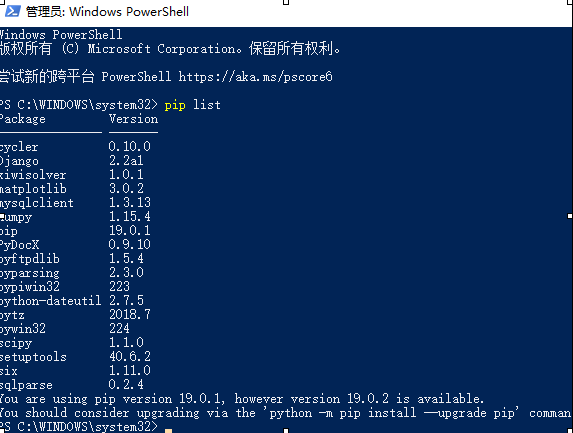 管理员: Windows PowerShell
Windows PowerShell
版权所有 (C) Microsoft Corporation。保留所有权利。
尝试新的跨平台 PowerShell https://aka.ms/pscore6
PS C:\WINDOWS\system32> pip list
Package Version
cycler 0.10.0
Django 2.2a1
kiwisolver 1.0.1
matplotlib 3.0.2
mysqlclient 1.3.13
numpy 1.15.4
pip 19.0.1
PyDocX 0.9.10
pyftpdlib 1.5.4
pyparsing 2.3.0
pypiwin32 223
python-dateutil 2.7.5
pytz 2018.7
pywin32 224
scipy 1.1.0
setuptools 40.6.2
six 1.11.0
sqlparse 0.2.4
You are using pip version 19.0.1, however version 19.0.2 is available.
You should consider upgrading via the 'python -m pip install --upgrade pip' comman
PS C:\WINDOWS\system32>